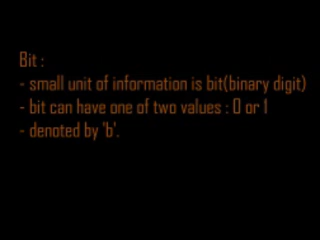 Bit :
- small unit of information is bit(binary digit)
- bit can have one of two values : 0 or 1
- denoted by 'b'.